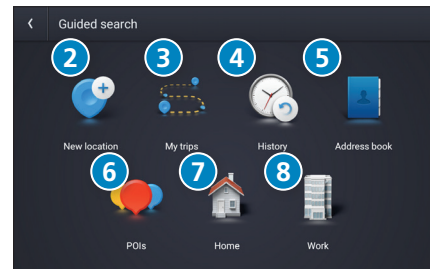 Guided search
2 3 4 5
New location My trips History Address book
6 7 8
POIs Home Work